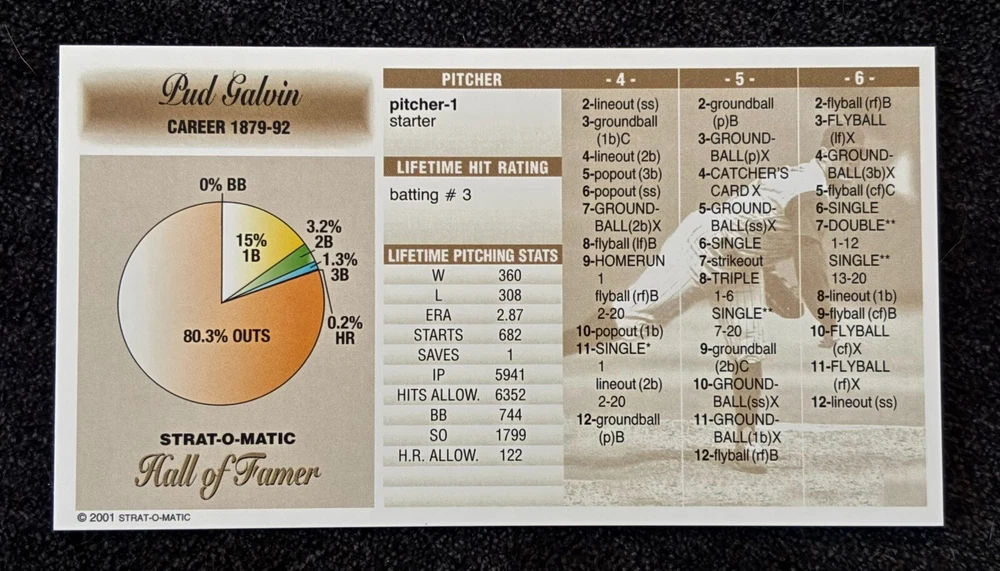 Pud Galvin
CAREER 1879-92
0% BB
15%
1B
3.2%
2B
1.3%
3B
0.2%
HR
80.3% OUTS
STRAT-O-MATIC
Hall of Famer
© 2001 STRAT-O-MATIC
PITCHER
pitcher-1
starter
LIFETIME HIT RATING
batting # 3
LIFETIME PITCHING STATS
W 360
L 308
ERA 2.87
STARTS 682
SAVES 1
IP 5941
HITS ALLOW. 6352
BB 744
SO 1799
H.R. ALLOW. 122
- 4 -
2-lineout (ss)
3-groundball
(1b)C
4-lineout (2b)
5-popout (3b)
6-popout (ss)
7-GROUND-
BALL(2b)X
8-flyball (lf)B
9-HOMERUN
1
flyball (rf)B
2-20
10-popout (1b)
11-SINGLE*
1
lineout (2b)
2-20
12-groundball
(p)B
- 5 -
2-groundball
(p)B
3-GROUND-
BALL(p)X
4-CATCHER'S
CARD X
5-GROUND-
BALL(ss)X
6-SINGLE
7-strikeout
8-TRIPLE
1-6
SINGLE**
7-20
9-groundball
(2b)C
10-GROUND-
BALL(ss)X
11-GROUND-
BALL(1b)X
12-flyball (rf)B
- 6 -
2-flyball (rf)B
3-FLYBALL
(lf)X
4-GROUND-
BALL(3b)X
5-flyball (cf)C
6-SINGLE
7-DOUBLE**
1-12
SINGLE**
13-20
8-lineout (1b)
9-flyball (cf)B
10-FLYBALL
(cf)X
11-FLYBALL
(rf)X
12-lineout (ss)